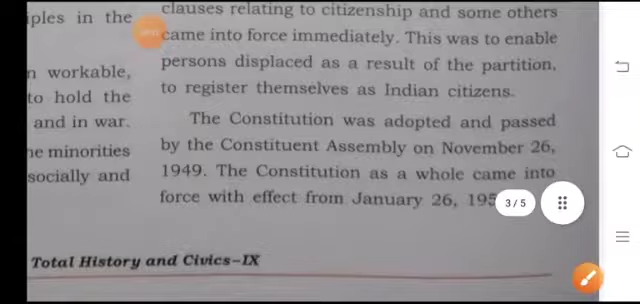 iples in the
n workable,
to hold the
and in war.
he minorities
socially and
clauses relating to citizenship and some others
came into force immediately. This was to enable
persons displaced as a result of the partition,
to register themselves as Indian citizens.
The Constitution was adopted and passed
by the Constituent Assembly on November 26,
1949. The Constitution as a whole came into
force with effect from January 26, 195
3/5
Total History and Civics–IX